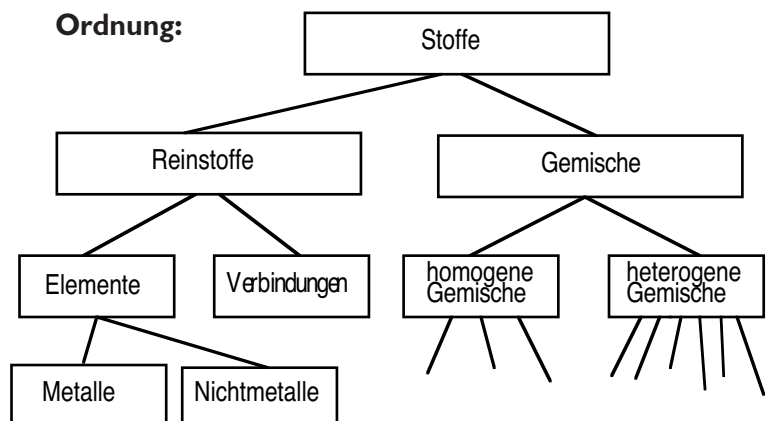 Ordnung:
Stoffe
Reinstoffe
Gemische
Elemente
Verbindungen
homogene
Gemische
heterogene
Gemische
Metalle
Nichtmetalle